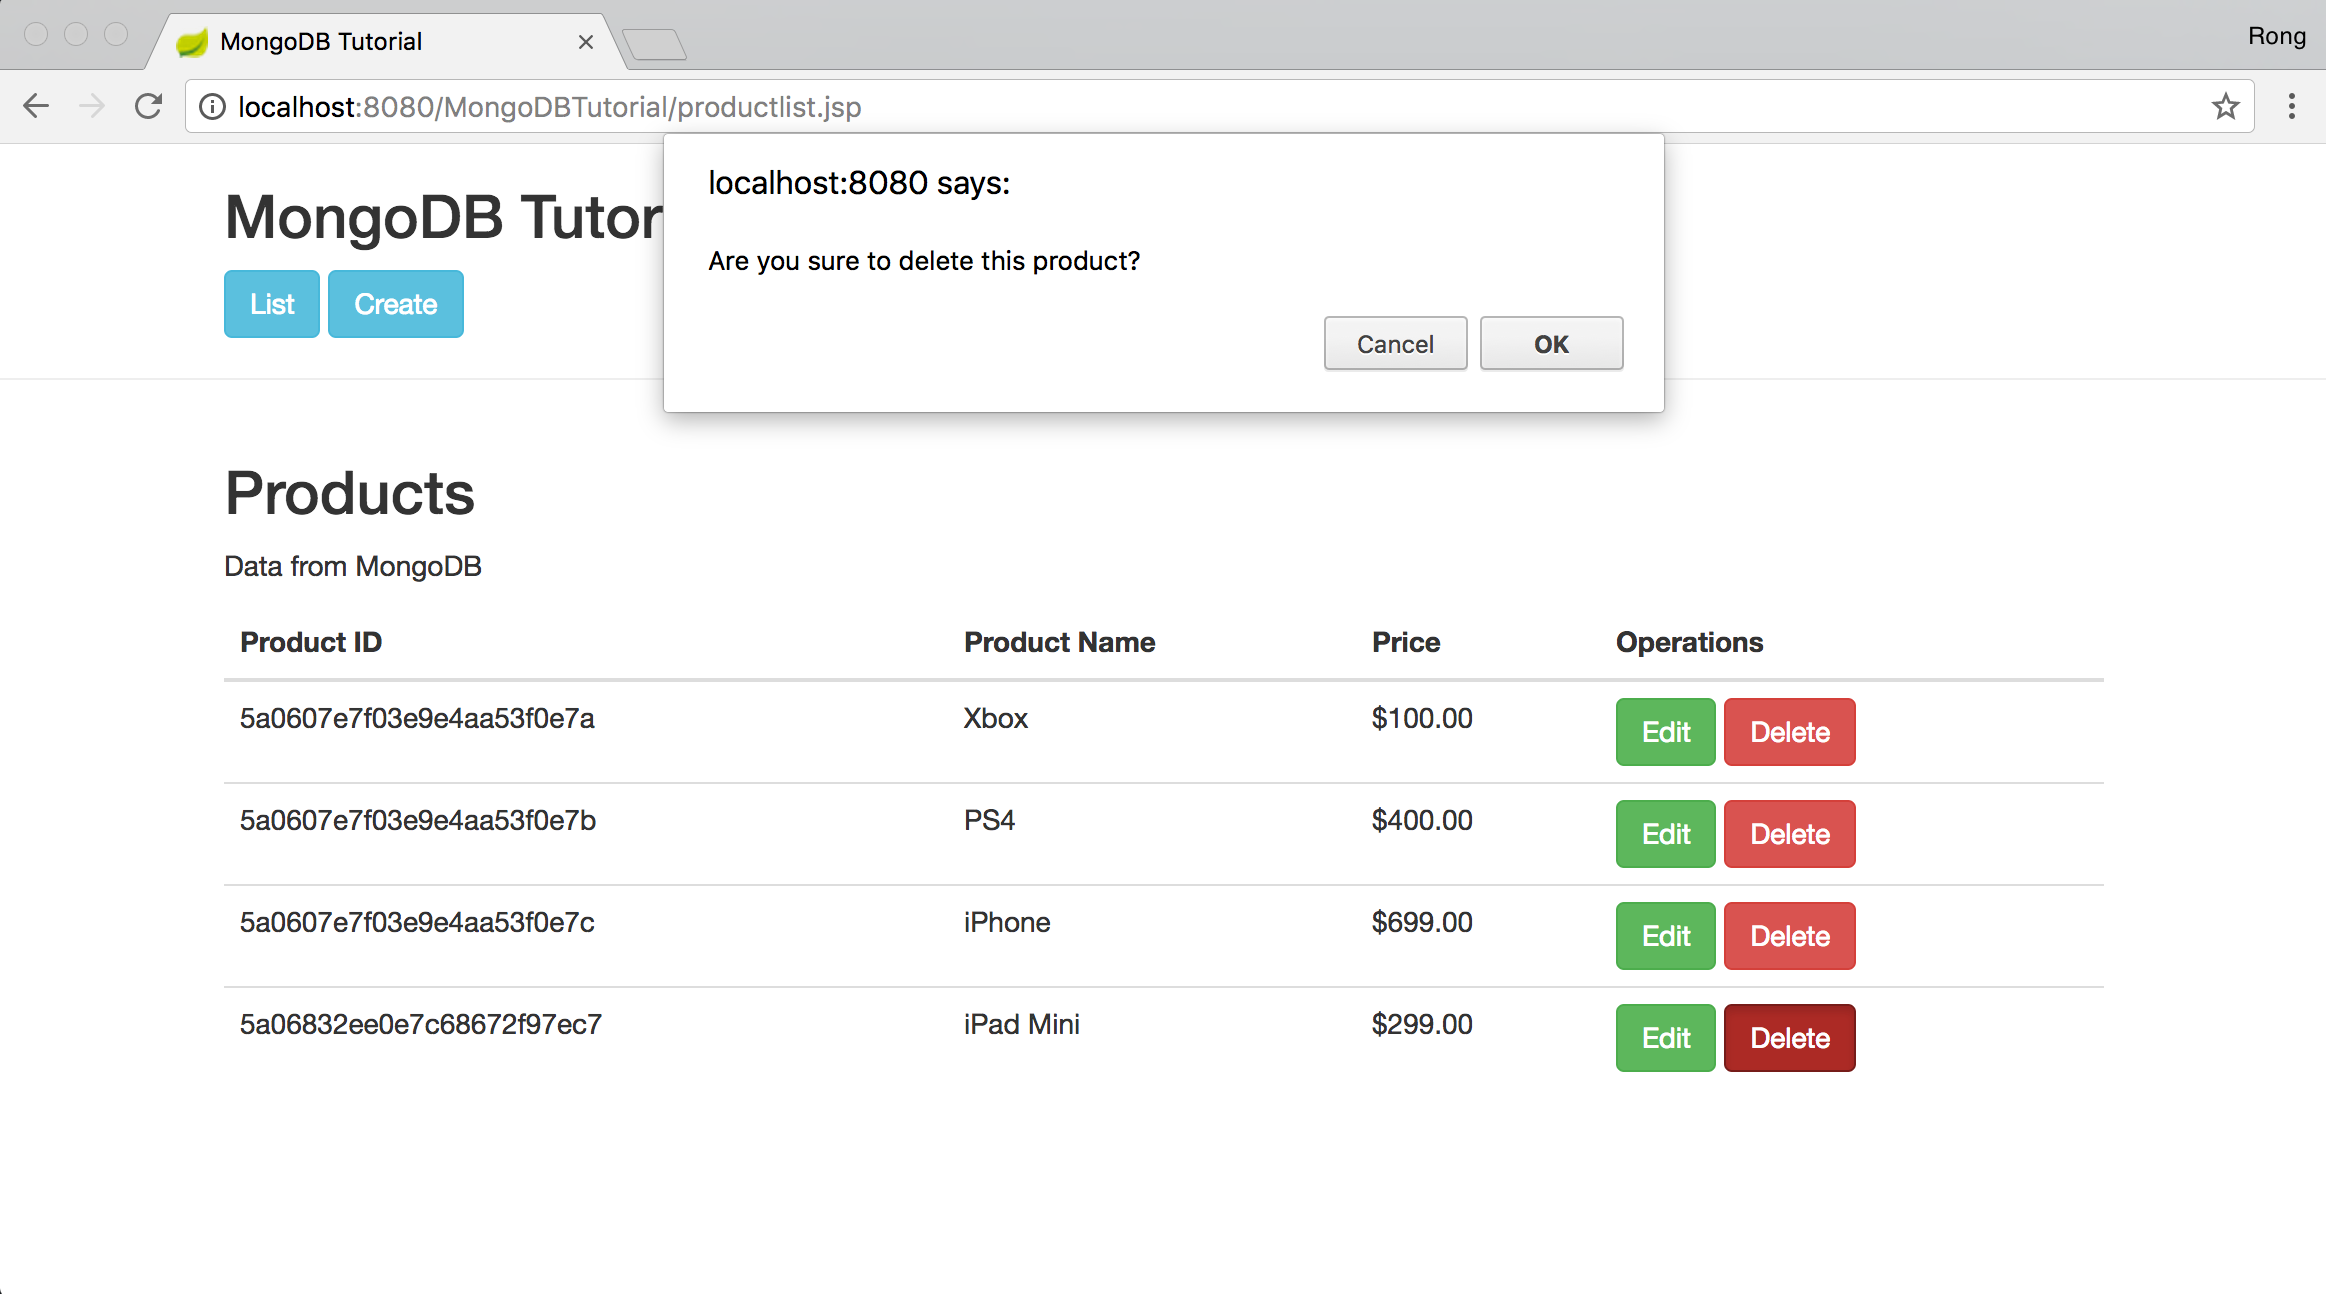 MongoDB Tutorial
Rong
localhost:8080/MongoDBTutorial/productlist.jsp
localhost:8080 says:
Are you sure to delete this product?
Cancel OK
MongoDB Tutor
List Create
Products
Data from MongoDB
Product ID Product Name Price Operations
5a0607e7f03e9e4aa53f0e7a Xbox $100.00 Edit Delete
5a0607e7f03e9e4aa53f0e7b PS4 $400.00 Edit Delete
5a0607e7f03e9e4aa53f0e7c iPhone $699.00 Edit Delete
5a06832ee0e7c68672f97ec7 iPad Mini $299.00 Edit Delete